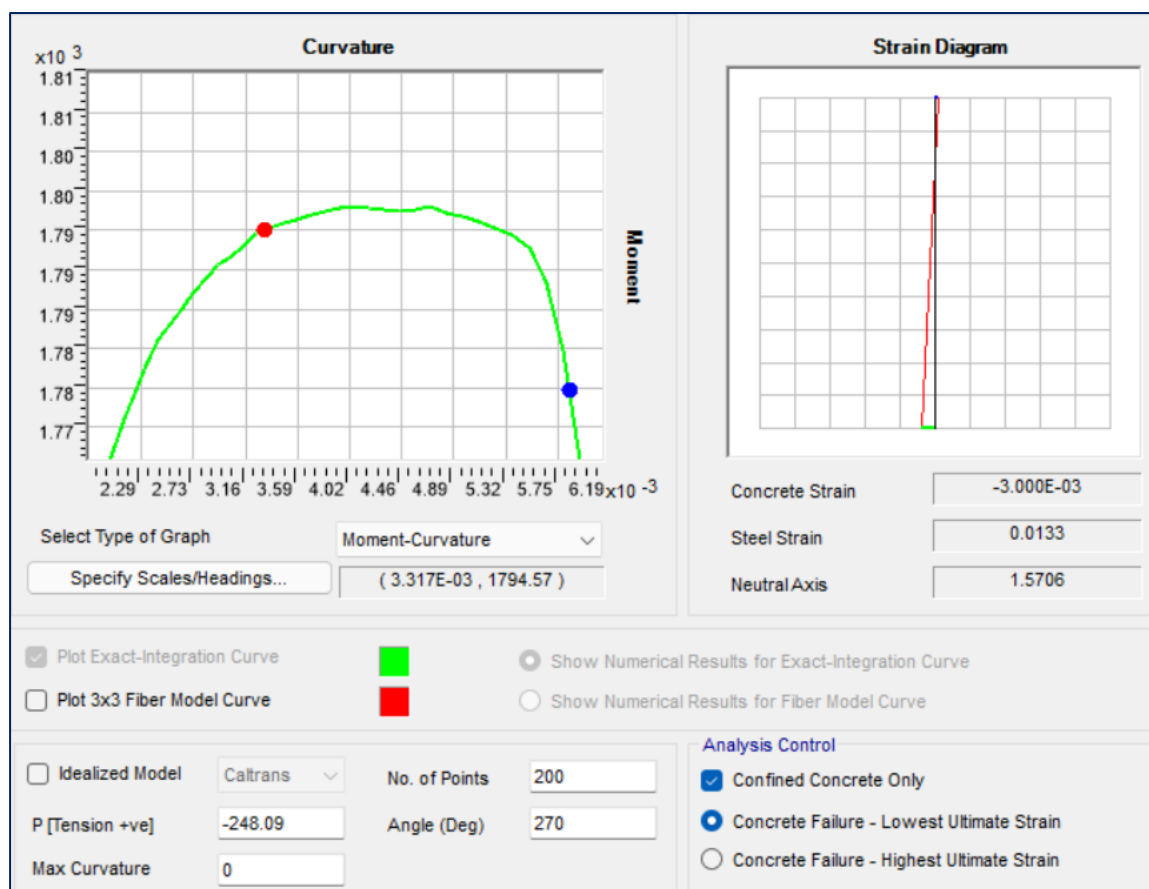 Curvature
x10 3
1.81
1.81
1.80
1.80
1.79
1.79
1.79
1.78
1.78
1.77
Moment
2.29 2.73 3.16 3.59 4.02 4.46 4.89 5.32 5.75 6.19 x10 -3
Select Type of Graph Moment-Curvature
Specify Scales/Headings... ( 3.317E-03 , 1794.57 )
Strain Diagram
Concrete Strain -3.000E-03
Steel Strain 0.0133
Neutral Axis 1.5706
Plot Exact-Integration Curve Show Numerical Results for Exact-Integration Curve
Plot 3x3 Fiber Model Curve Show Numerical Results for Fiber Model Curve
Idealized Model Caltrans No. of Points 200
P [Tension +ve] -248.09 Angle (Deg) 270
Max Curvature 0
Analysis Control
Confined Concrete Only
Concrete Failure - Lowest Ultimate Strain
Concrete Failure - Highest Ultimate Strain